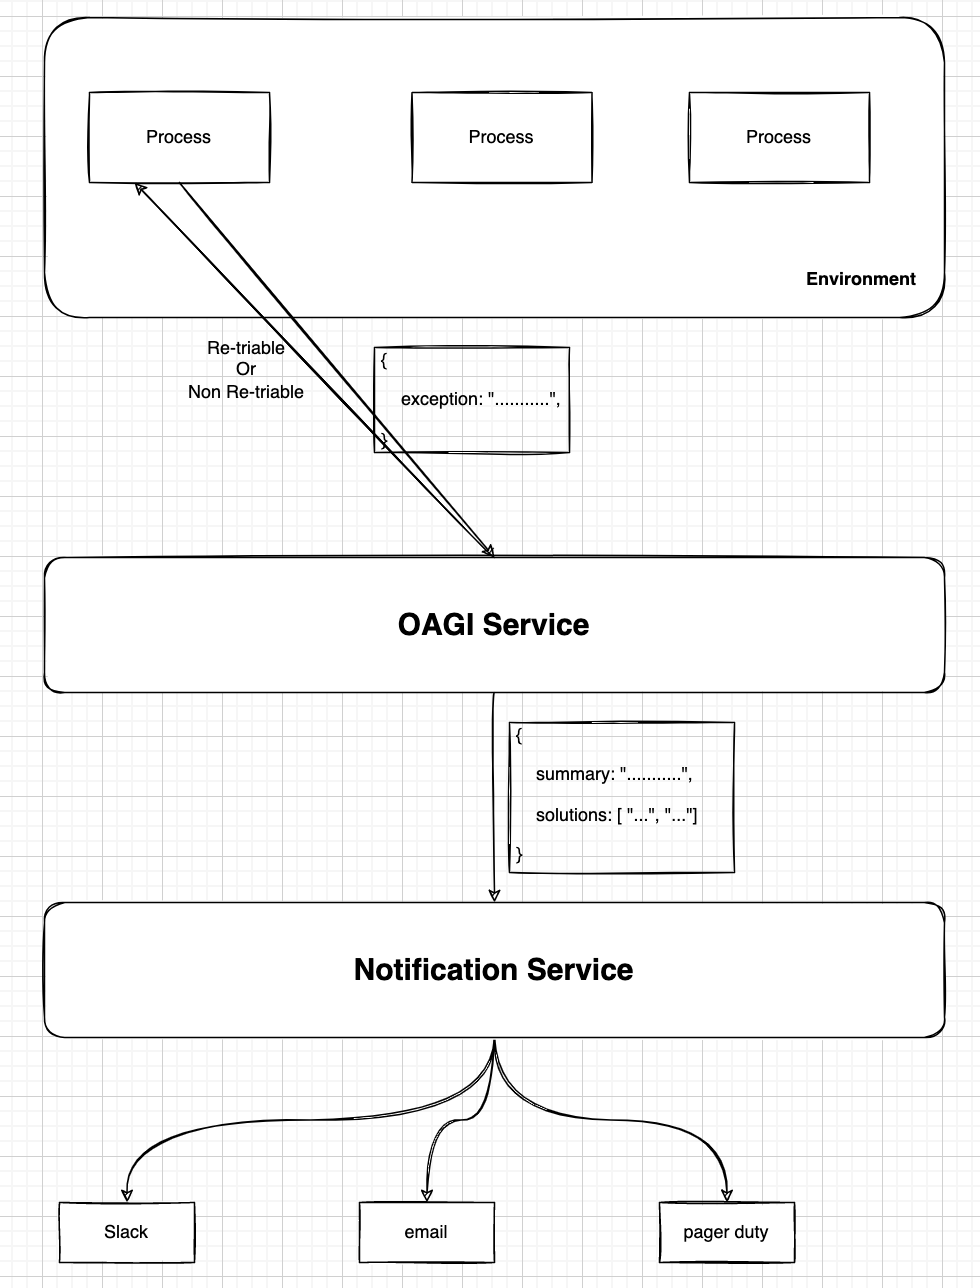 Process
Process
Process
Environment
Re-triable
Or
Non Re-triable
{
exception: "...........",
}
OAGI Service
{
summary: "...........",
solutions: [ "...", "..."]
}
Notification Service
Slack
email
pager duty